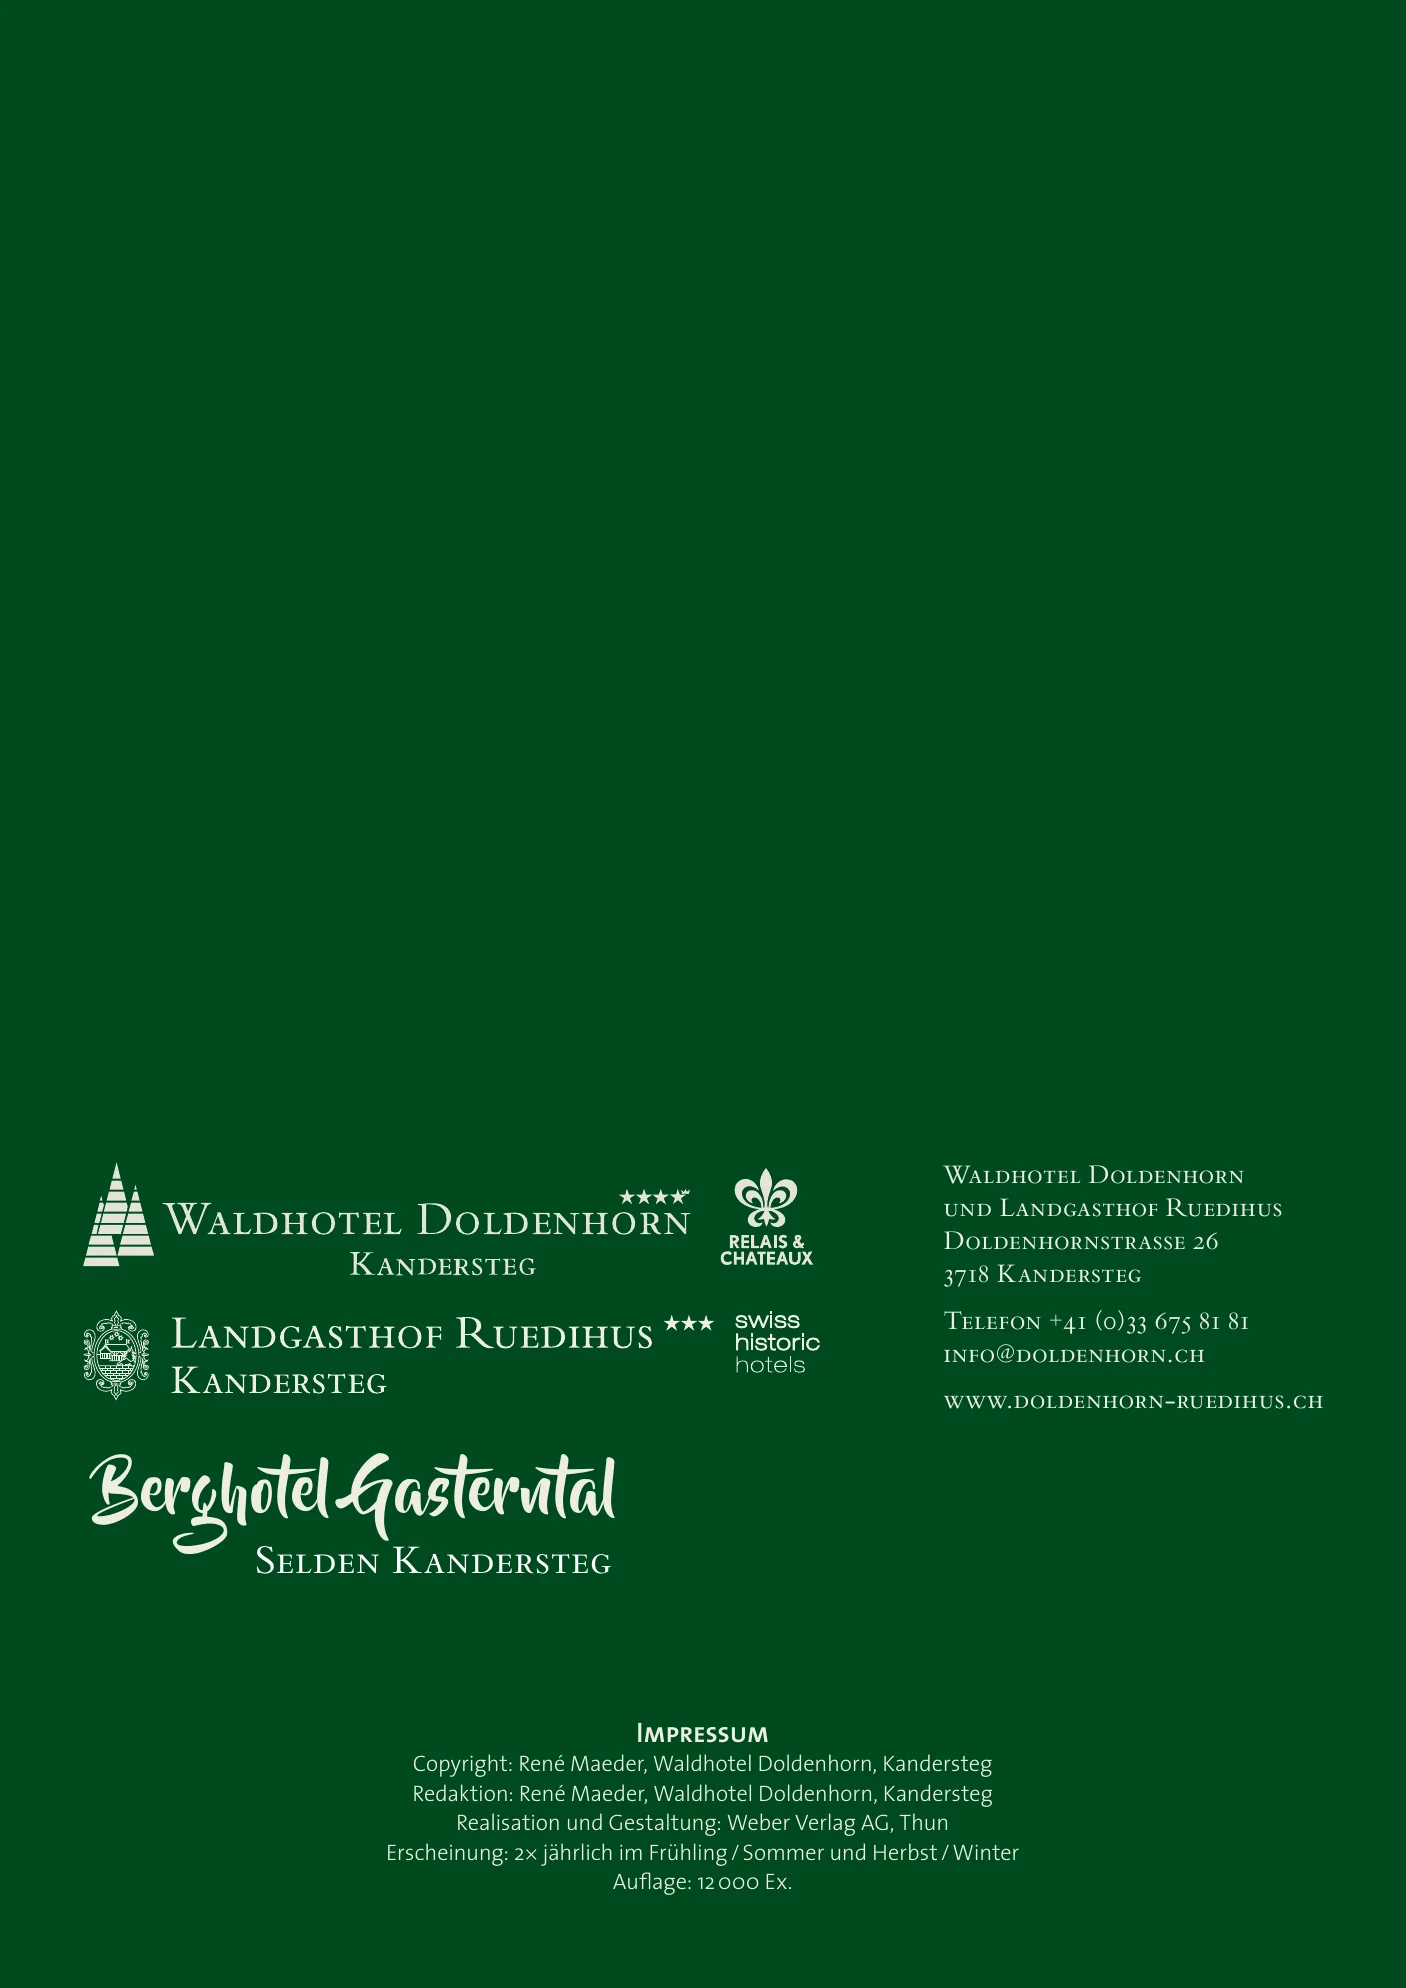 Waldhotel Doldenhorn
Kandersteg
RELAIS &
CHATEAUX
Landgasthof Ruedihus
Kandersteg
swiss
historic
hotels
Berghotel Gasterntal
Selden Kandersteg
Waldhotel Doldenhorn
und Landgasthof Ruedihus
Doldenhornstrasse 26
3718 Kandersteg
Telefon +41 (0)33 675 81 81
info@doldenhorn.ch
www.doldenhorn-ruedihus.ch
Impressum
Copyright: René Maeder, Waldhotel Doldenhorn, Kandersteg
Redaktion: René Maeder, Waldhotel Doldenhorn, Kandersteg
Realisation und Gestaltung: Weber Verlag AG, Thun
Erscheinung: 2× jährlich im Frühling / Sommer und Herbst / Winter
Auflage: 12 000 Ex.